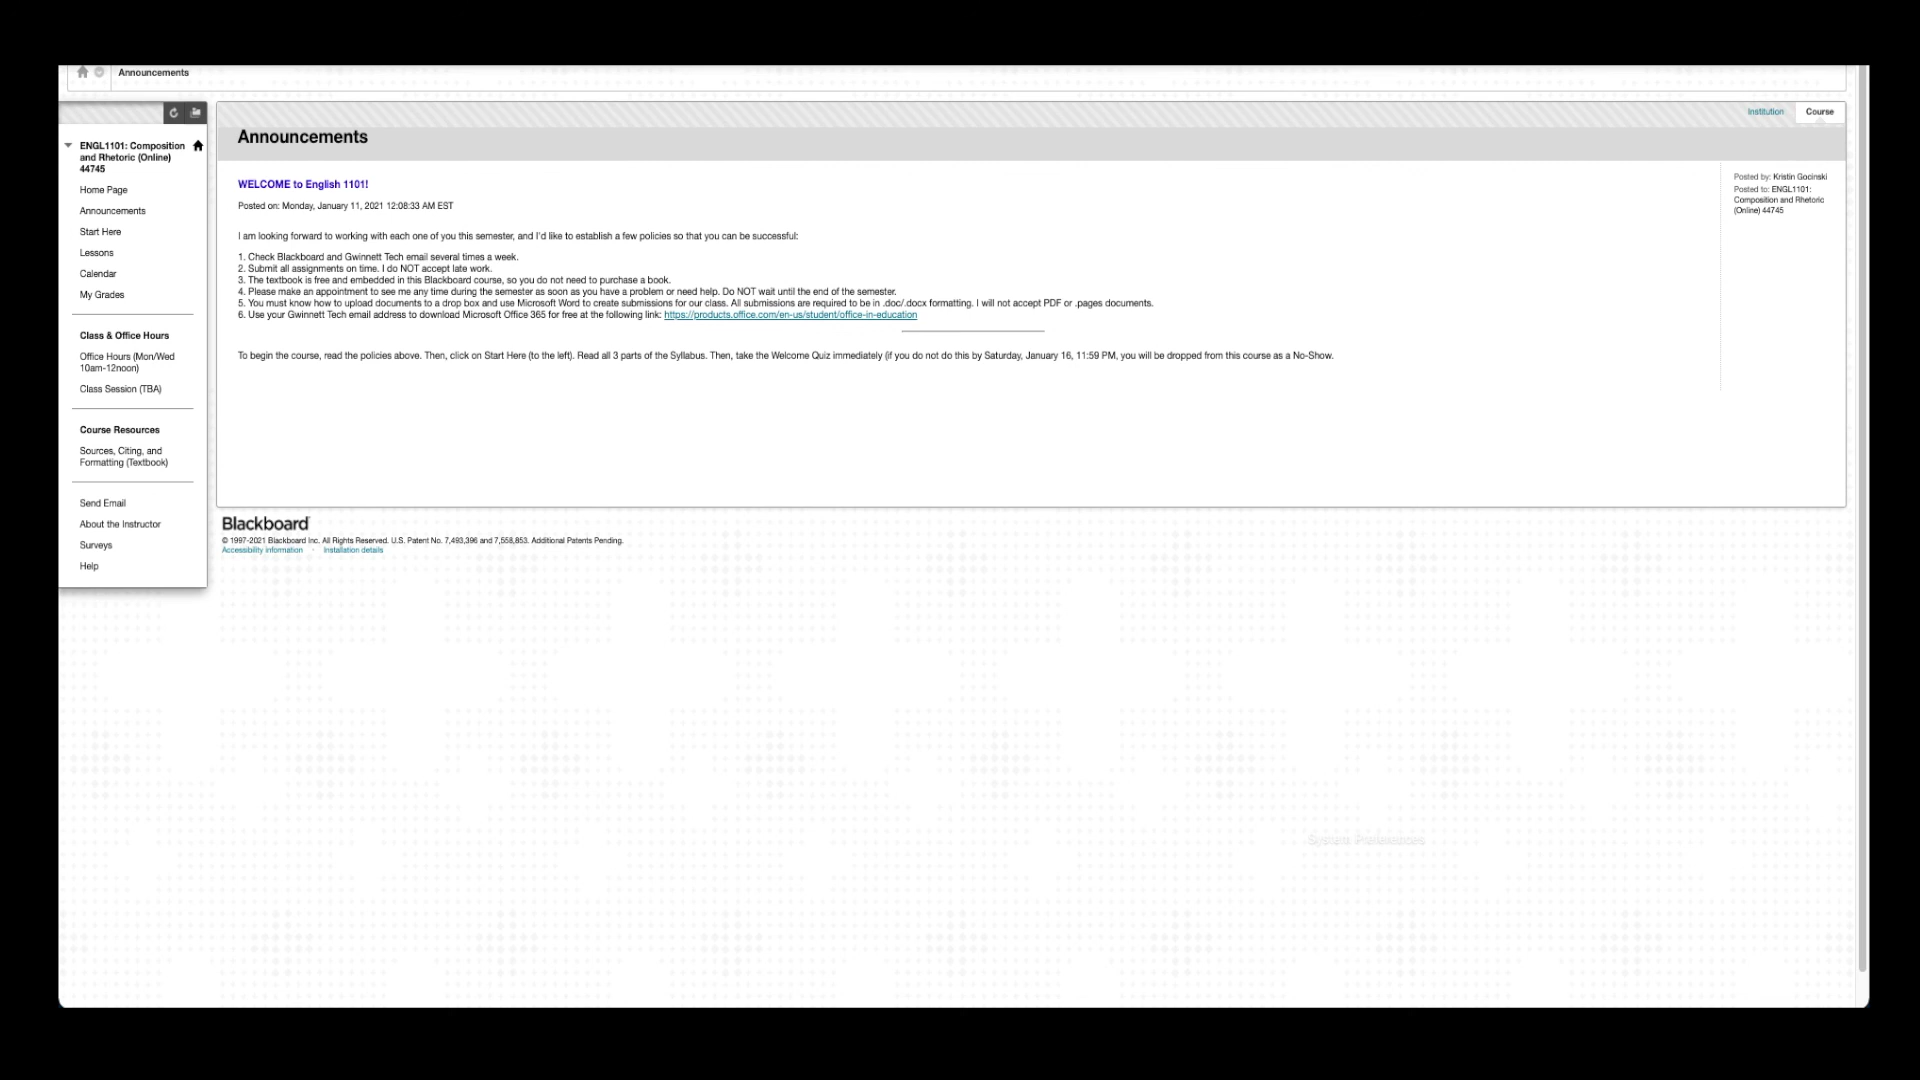 Announcements
ENGL1101: Composition
and Rhetoric (Online)
44745
Home Page
Announcements
Start Here
Lessons
Calendar
My Grades
Class & Office Hours
Office Hours (Mon/Wed
10am-12noon)
Class Session (TBA)
Course Resources
Sources, Citing, and
Formatting (Textbook)
Send Email
About the Instructor
Surveys
Help
Institution
Course
Announcements
WELCOME to English 1101!
Posted on: Monday, January 11, 2021 12:08:33 AM EST
I am looking forward to working with each one of you this semester, and I'd like to establish a few policies so that you can be successful:
1. Check Blackboard and Gwinnett Tech email several times a week.
2. Submit all assignments on time. I do NOT accept late work.
3. The textbook is free and embedded in this Blackboard course, so you do not need to purchase a book.
4. Please make an appointment to see me any time during the semester as soon as you have a problem or need help. Do NOT wait until the end of the semester.
5. You must know how to upload documents to a drop box and use Microsoft Word to create submissions for our class. All submissions are required to be in .doc/.docx formatting. I will not accept PDF or .pages documents.
6. Use your Gwinnett Tech email address to download Microsoft Office 365 for free at the following link: https://products.office.com/en-us/student/office-in-education
To begin the course, read the policies above. Then, click on Start Here (to the left). Read all 3 parts of the Syllabus. Then, take the Welcome Quiz immediately (if you do not do this by Saturday, January 16, 11:59 PM, you will be dropped from this course as a No-Show.
Posted by: Kristin Gocinski
Posted to: ENGL1101:
Composition and Rhetoric
(Online) 44745
Blackboard
© 1997-2021 Blackboard Inc. All Rights Reserved. U.S. Patent No. 7,493,396 and 7,558,853. Additional Patents Pending.
Accessibility information · Installation details
System Preferences